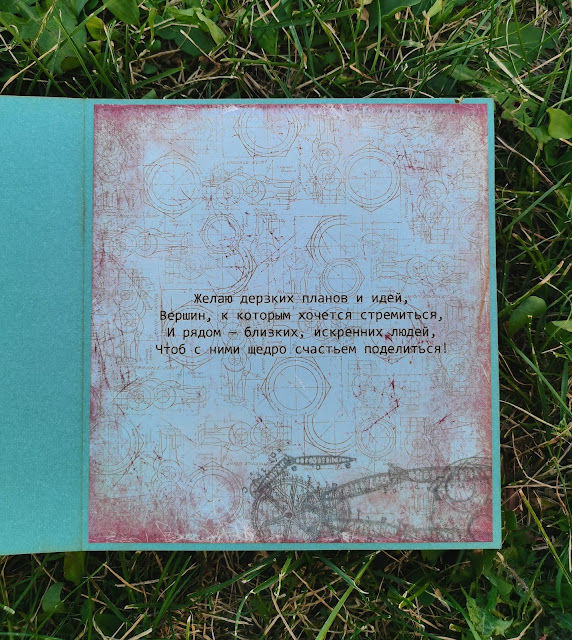 Желаю дерзких планов и идей,
Вершин, к которым хочется стремиться,
И рядом – близких, искренних людей,
Чтоб с ними щедро счастьем поделиться!